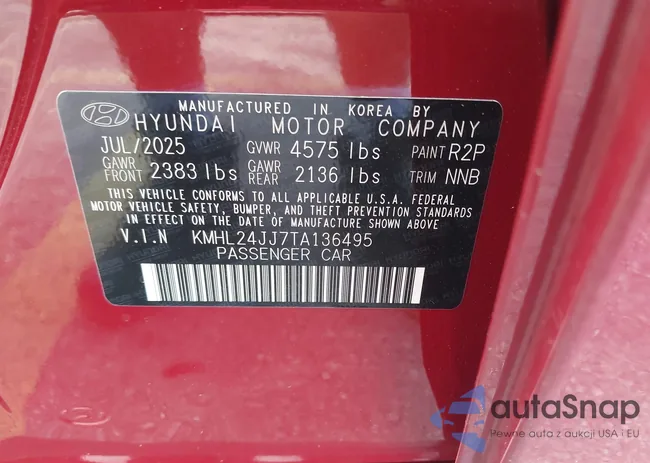 MANUFACTURED IN KOREA BY
HYUNDAI MOTOR COMPANY
JUL/2025 GVWR 4575 lbs PAINT R2P
GAWR FRONT 2383 lbs GAWR REAR 2136 lbs TRIM NNB
THIS VEHICLE CONFORMS TO ALL APPLICABLE U.S.A. FEDERAL
MOTOR VEHICLE SAFETY, BUMPER, AND THEFT PREVENTION STANDARDS
IN EFFECT ON THE DATE OF MANUFACTURE SHOWN ABOVE
V.I.N KMHL24JJ7TA136495
PASSENGER CAR
autaSnap
Pewne auta z aukcji USA i EU